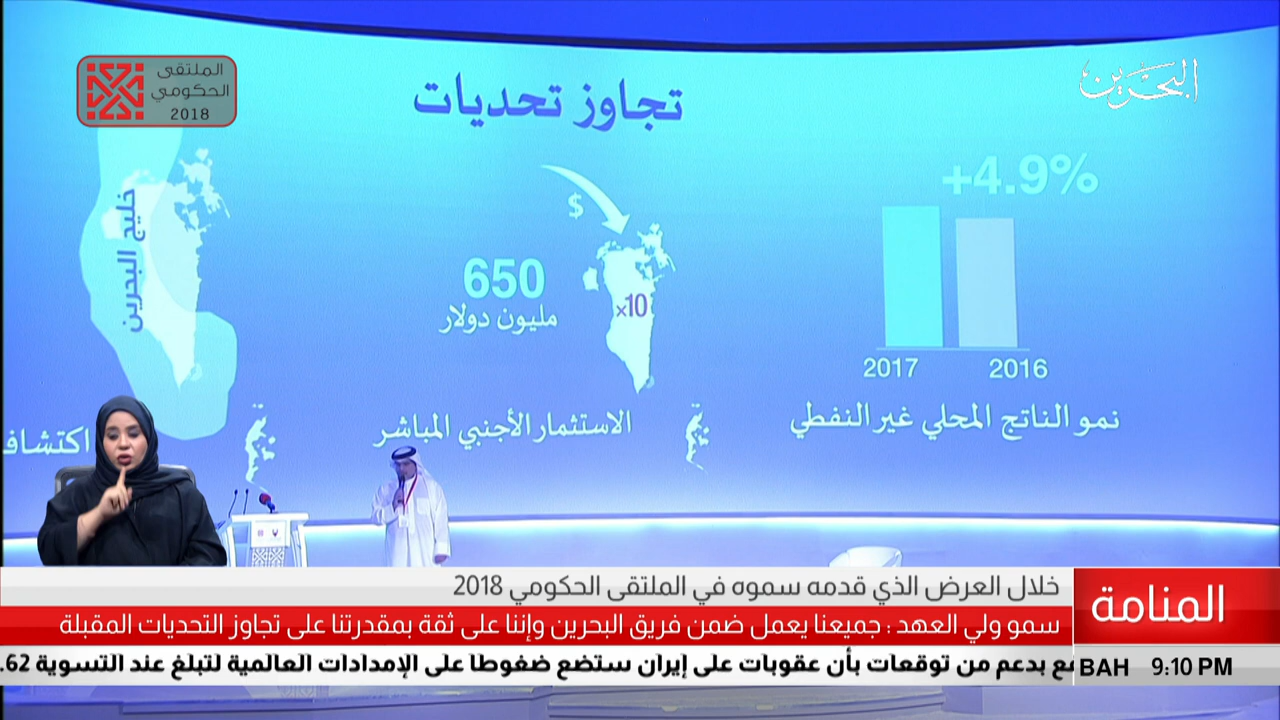 الملتقى
الحكومي
2018
البحرين
تجاوز تحديات
+4.9%
2017 2016
نمو الناتج المحلي غير النفطي
$
×10
650
مليون دولار
الاستثمار الأجنبي المباشر
خليج البحرين
اكتشاف
خلال العرض الذي قدمه سموه في الملتقى الحكومي 2018
المنامة
سمو ولي العهد : جميعنا يعمل ضمن فريق البحرين وإننا على ثقة بمقدرتنا على تجاوز التحديات المقبلة
بدعم من توقعات بأن عقوبات على إيران ستضع ضغوطا على الإمدادات العالمية لتبلغ عند التسوية 62.
BAH 9:10 PM